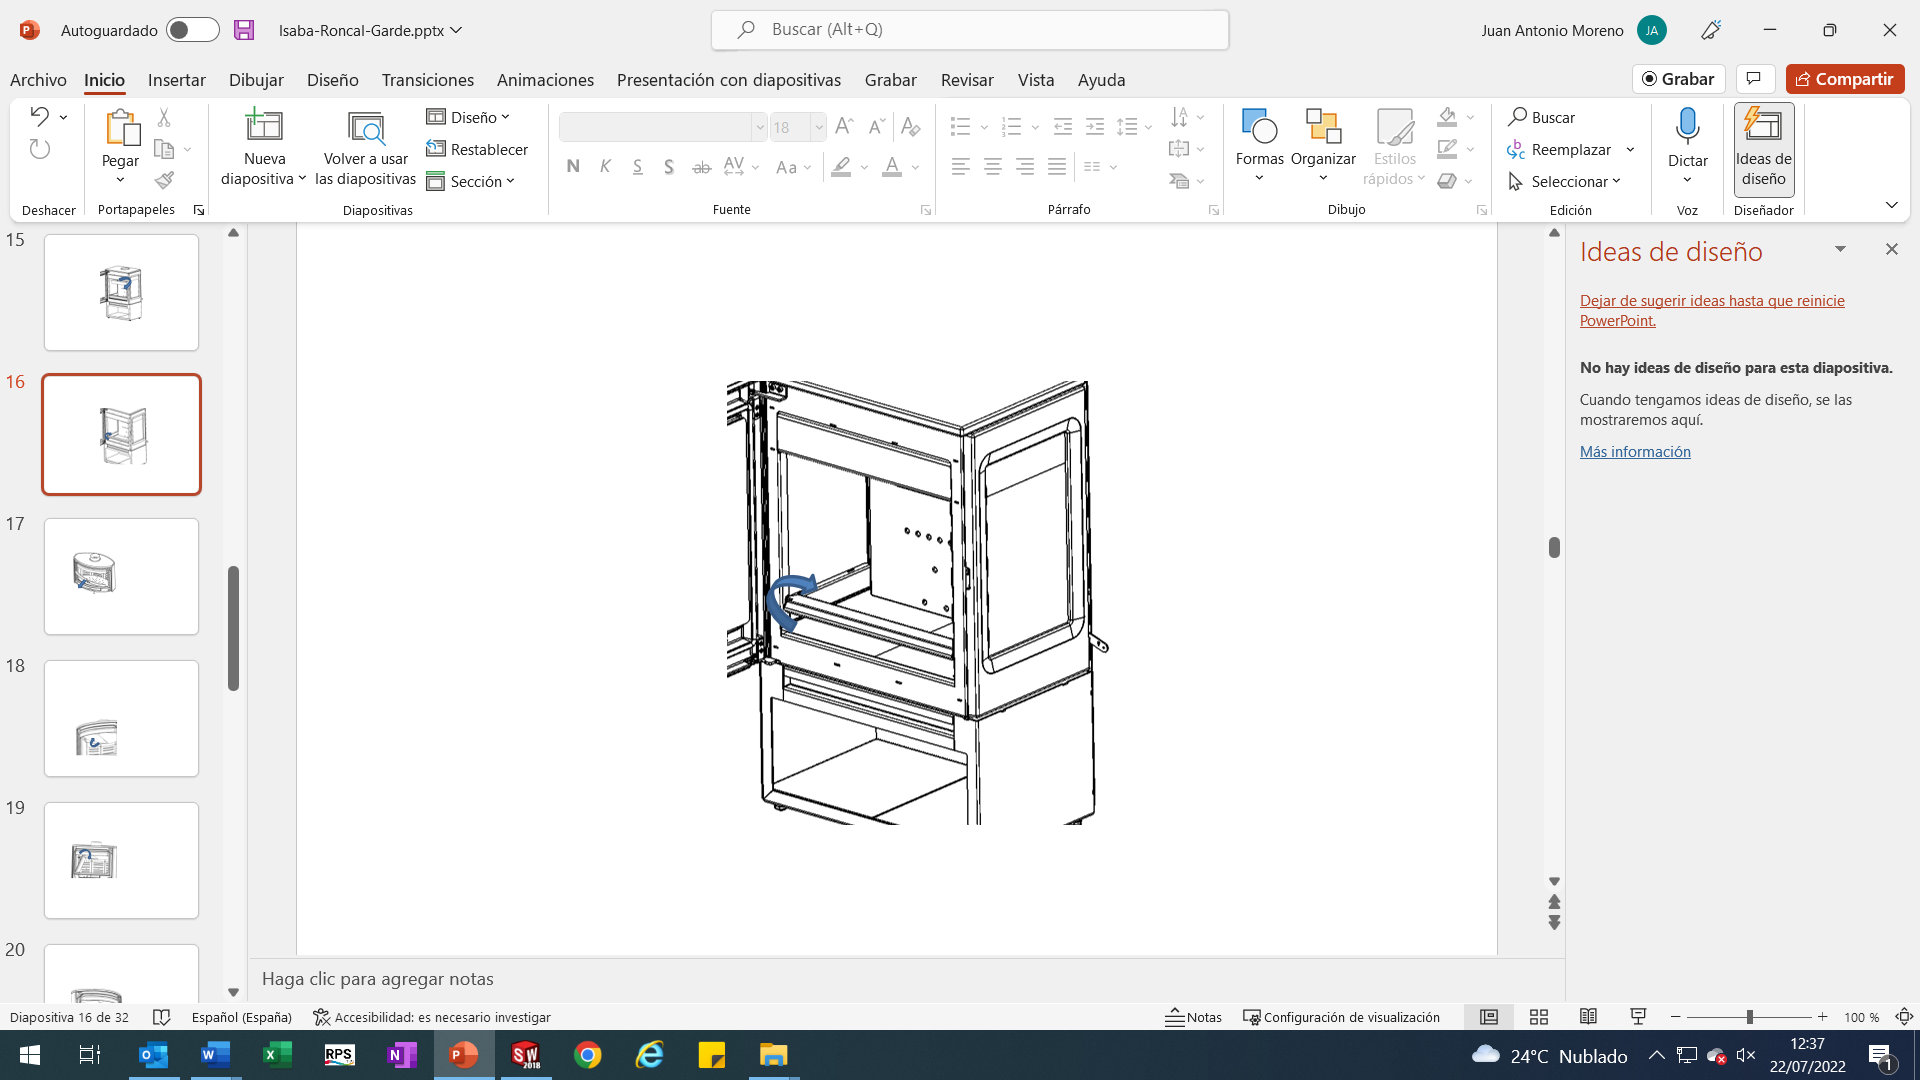 Autoguardado
Isaba-Roncal-Garde.pptx
Buscar (Alt+Q)
Juan Antonio Moreno
JA
Archivo
Inicio
Insertar
Dibujar
Diseño
Transiciones
Animaciones
Presentación con diapositivas
Grabar
Revisar
Vista
Ayuda
Grabar
Compartir
Deshacer
Pegar
Portapapeles
Nueva
diapositiva
Volver a usar
las diapositivas
Diseño
Restablecer
Sección
Diapositivas
18
N K S S ab AV Aa A
Fuente
Párrafo
Formas
Organizar
Estilos
rápidos
Dibujo
Buscar
Reemplazar
Seleccionar
Edición
Dictar
Voz
Ideas de
diseño
Diseñador
15
16
17
18
19
20
Ideas de diseño
Dejar de sugerir ideas hasta que reinicie
PowerPoint.
No hay ideas de diseño para esta diapositiva.
Cuando tengamos ideas de diseño, se las
mostraremos aquí.
Más información
Haga clic para agregar notas
Diapositiva 16 de 32
Español (España)
Accesibilidad: es necesario investigar
Notas
Configuración de visualización
100 %
RPS
SW
2018
24°C Nublado
12:37
22/07/2022
1